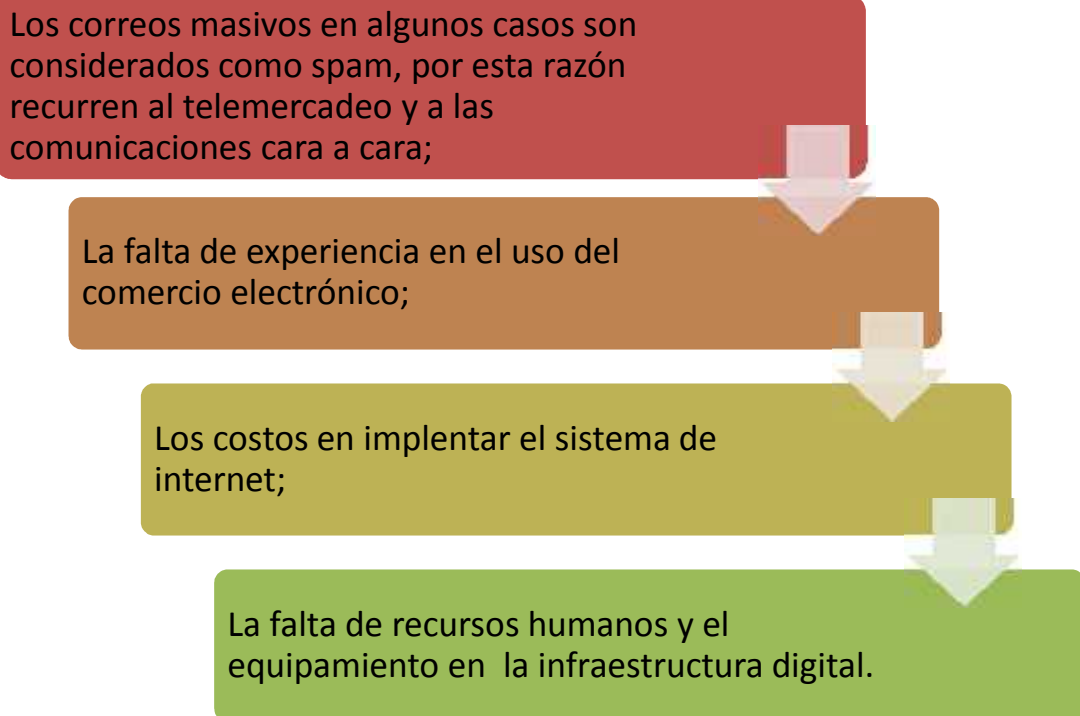 Los correos masivos en algunos casos son
considerados como spam, por esta razón
recurren al telemercadeo y a las
comunicaciones cara a cara;
La falta de experiencia en el uso del
comercio electrónico;
Los costos en implentar el sistema de
internet;
La falta de recursos humanos y el
equipamiento en  la infraestructura digital.